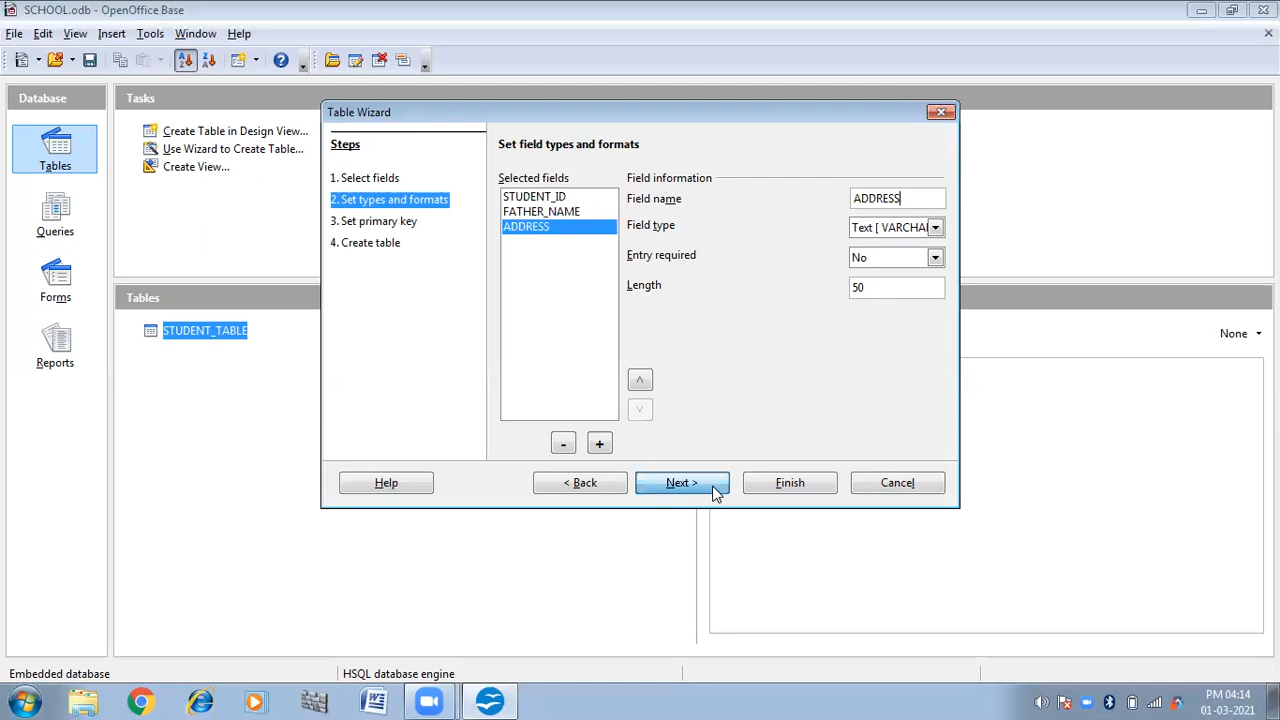 SCHOOL.odb - OpenOffice Base
File Edit View Insert Tools Window Help
Database
Tables
Queries
Forms
Reports
Tasks
Create Table in Design View...
Use Wizard to Create Table...
Create View...
Tables
STUDENT_TABLE
None
Table Wizard
Steps
1. Select fields
2. Set types and formats
3. Set primary key
4. Create table
Set field types and formats
Selected fields
STUDENT_ID
FATHER_NAME
ADDRESS
- +
Field information
Field name ADDRESS
Field type Text [ VARCHA
Entry required No
Length 50
Help < Back Next > Finish Cancel
Embedded database HSQL database engine
PM 04:14
01-03-2021